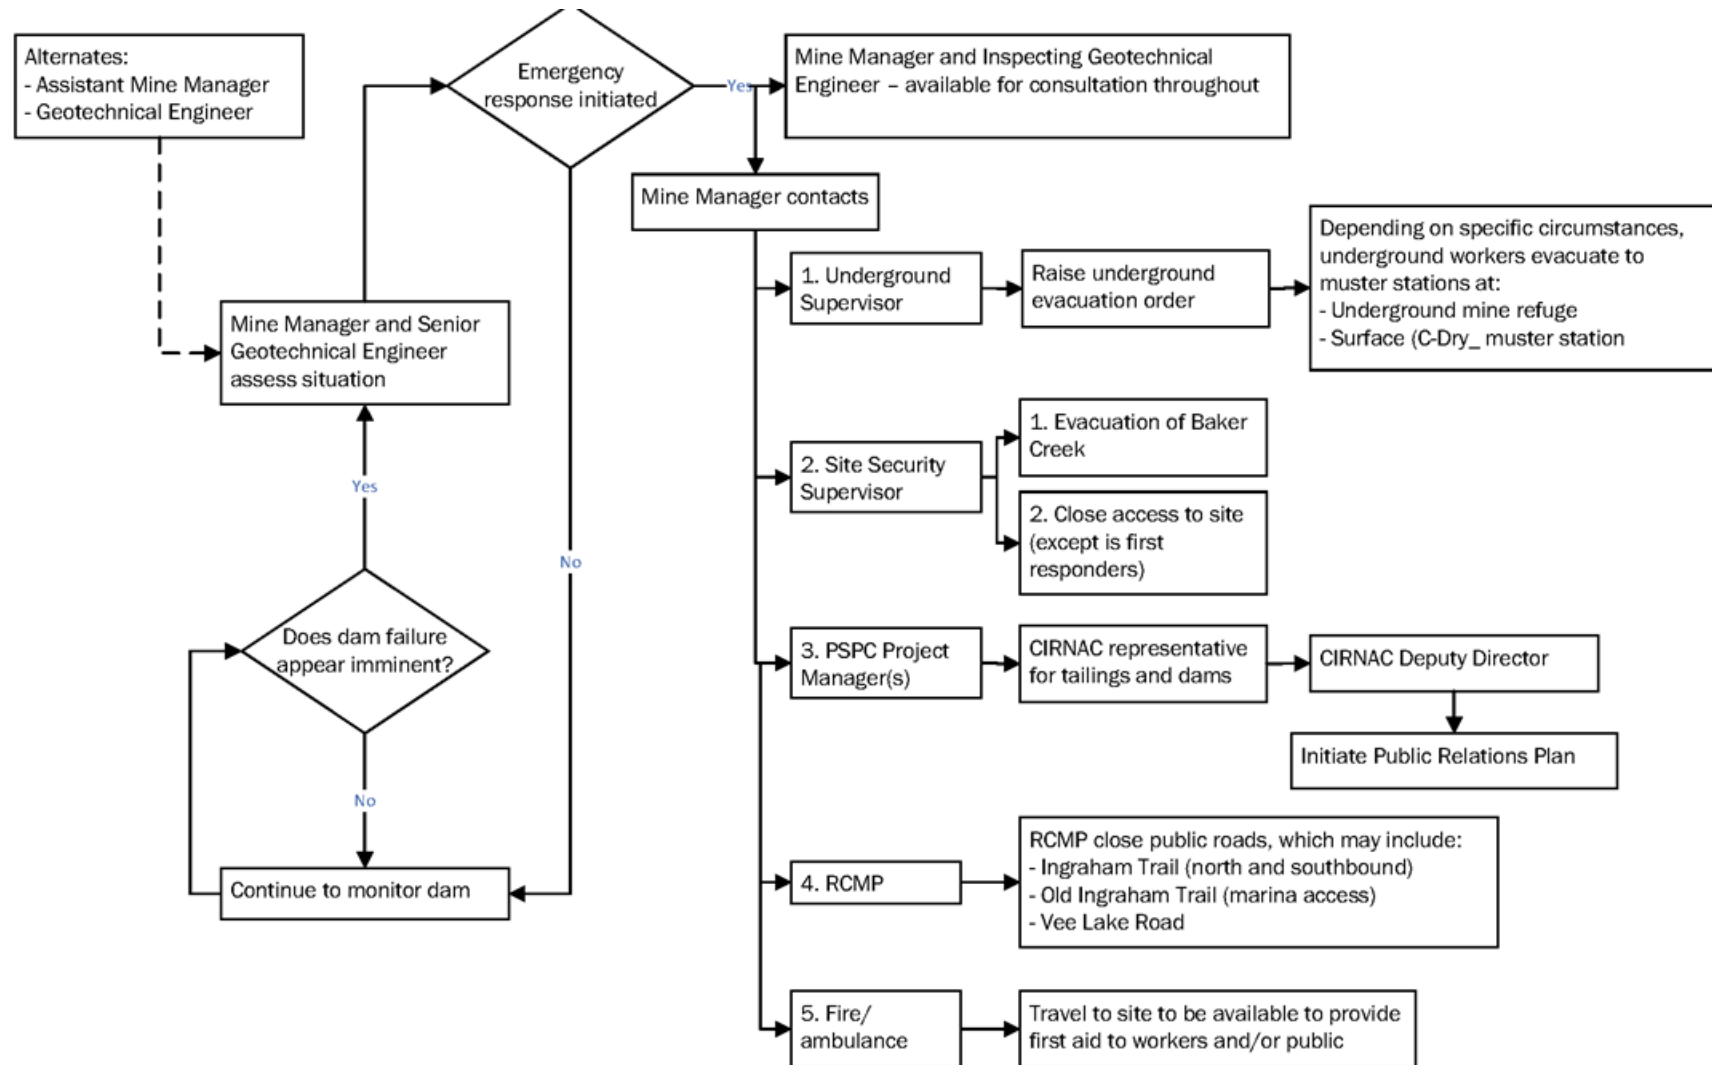 Alternates:
- Assistant Mine Manager
- Geotechnical Engineer
Emergency
response initiated
Yes
Mine Manager and Inspecting Geotechnical
Engineer – available for consultation throughout
Mine Manager contacts
1. Underground
Supervisor
Raise underground
evacuation order
Depending on specific circumstances,
underground workers evacuate to
muster stations at:
- Underground mine refuge
- Surface (C-Dry_ muster station
Mine Manager and Senior
Geotechnical Engineer
assess situation
Yes
No
Does dam failure
appear imminent?
No
Continue to monitor dam
2. Site Security
Supervisor
1. Evacuation of Baker
Creek
2. Close access to site
(except is first
responders)
3. PSPC Project
Manager(s)
CIRNAC representative
for tailings and dams
CIRNAC Deputy Director
Initiate Public Relations Plan
4. RCMP
RCMP close public roads, which may include:
- Ingraham Trail (north and southbound)
- Old Ingraham Trail (marina access)
- Vee Lake Road
5. Fire/
ambulance
Travel to site to be available to provide
first aid to workers and/or public